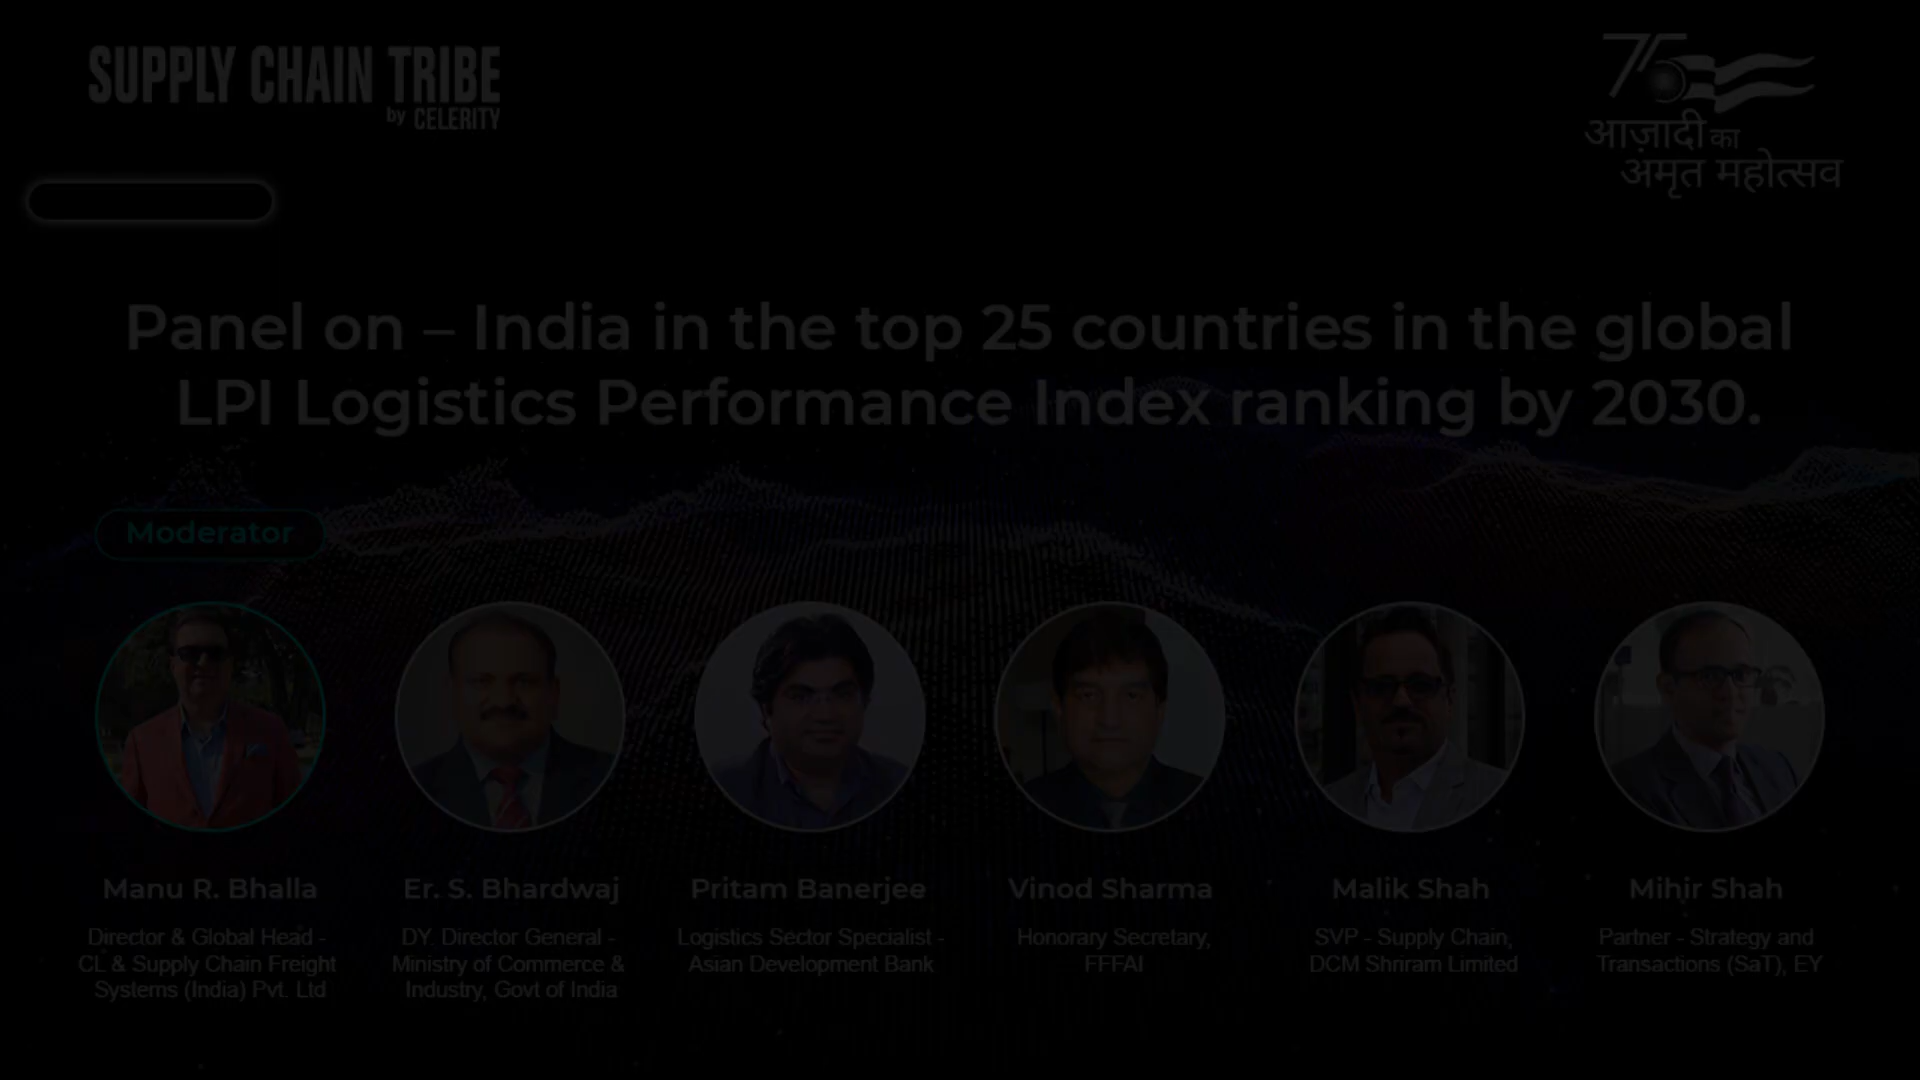 SUPPLY CHAIN TRIBE
by CELERITY
75
आज़ादी का
अमृत महोत्सव
Panel on – India in the top 25 countries in the global
LPI Logistics Performance Index ranking by 2030.
Moderator
Manu R. Bhalla
Director & Global Head -
CL & Supply Chain Freight
Systems (India) Pvt. Ltd
Er. S. Bhardwaj
DY. Director General -
Ministry of Commerce &
Industry, Govt of India
Pritam Banerjee
Logistics Sector Specialist -
Asian Development Bank
Vinod Sharma
Honorary Secretary,
FFFAI
Malik Shah
SVP - Supply Chain,
DCM Shriram Limited
Mihir Shah
Partner - Strategy and
Transactions (SaT), EY